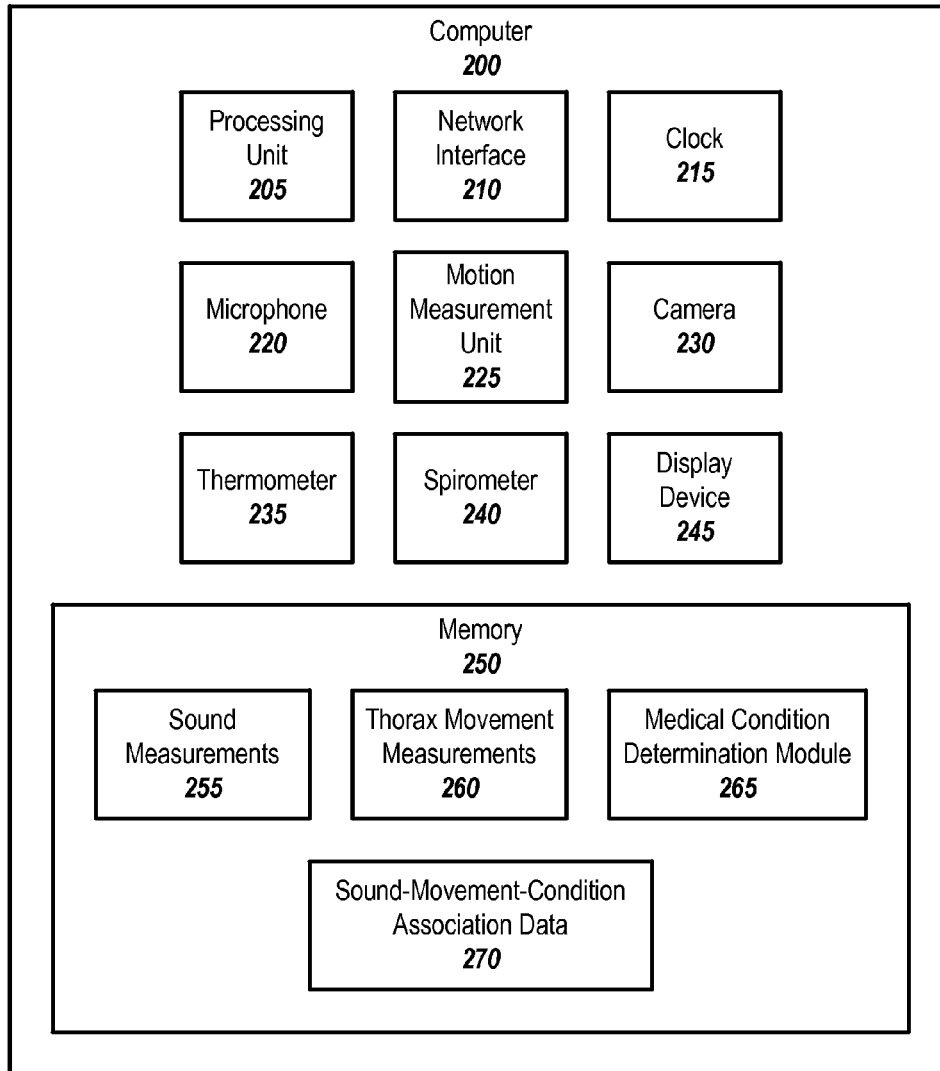 Computer
200
Processing
Unit
205
Network
Interface
210
Clock
215
Microphone
220
Motion
Measurement
Unit
225
Camera
230
Thermometer
235
Spirometer
240
Display
Device
245
Memory
250
Sound
Measurements
255
Thorax Movement
Measurements
260
Medical Condition
Determination Module
265
Sound-Movement-Condition
Association Data
270